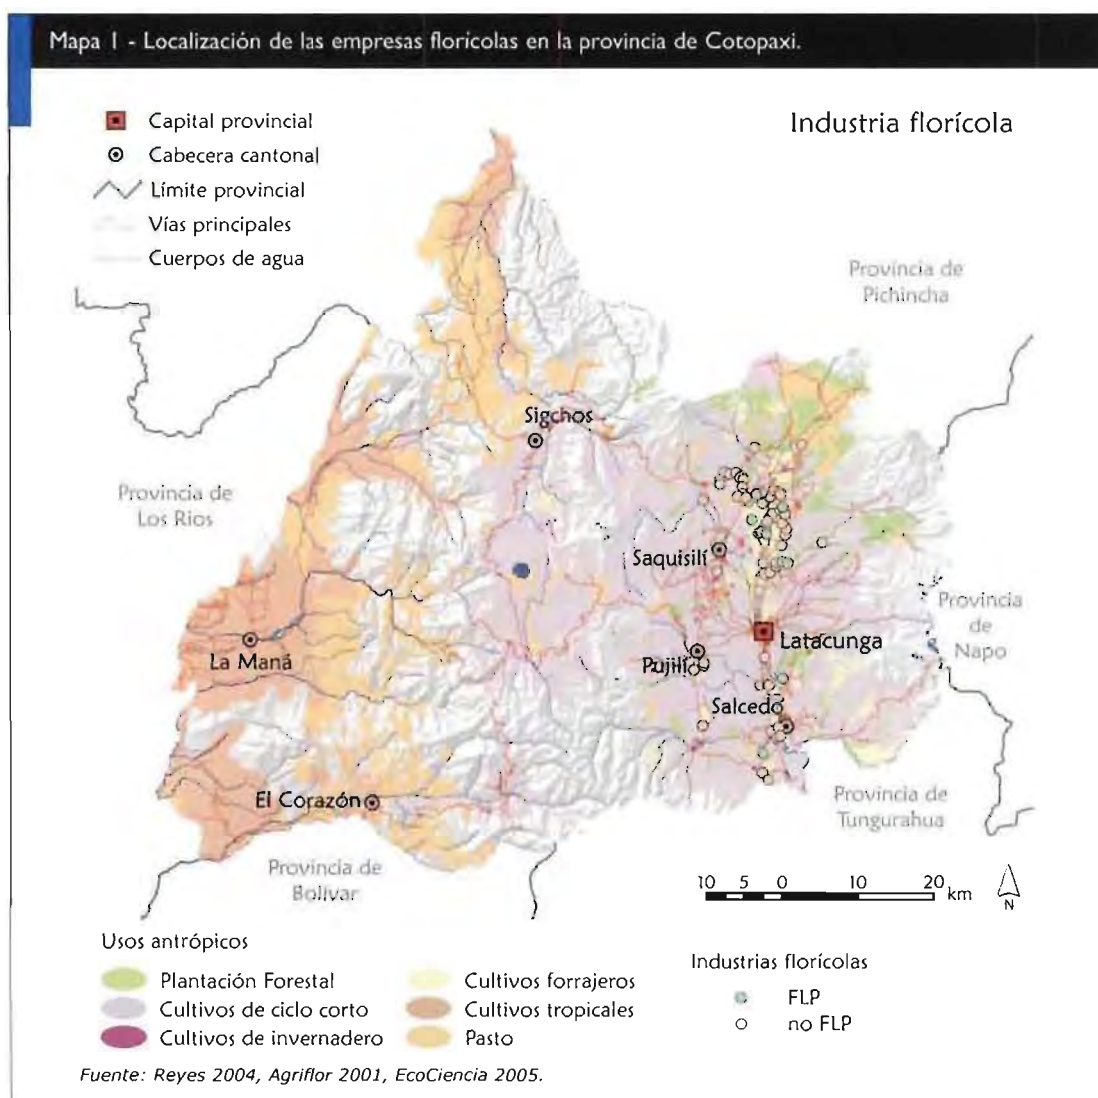 Mapa 1 - Localización de las empresas florícolas en la provincia de Cotopaxi.
Industria florícola
Capital provincial
Cabecera cantonal
Límite provincial
Vías principales
Cuerpos de agua
Provincia de
Pichincha
Sigchos
Provincia de
Los Rios
Saquisilí
Provincia
de
Napo
La Maná
Pujilí
Latacunga
Salcedo
El Corazón
Provincia de
Tungurahua
Provincia de
Bolívar
10 5 0 10 20 km
N
Usos antrópicos
Plantación Forestal
Cultivos de ciclo corto
Cultivos de invernadero
Cultivos forrajeros
Cultivos tropicales
Pasto
Industrias florícolas
FLP
no FLP
Fuente: Reyes 2004, Agriflor 2001, EcoCiencia 2005.